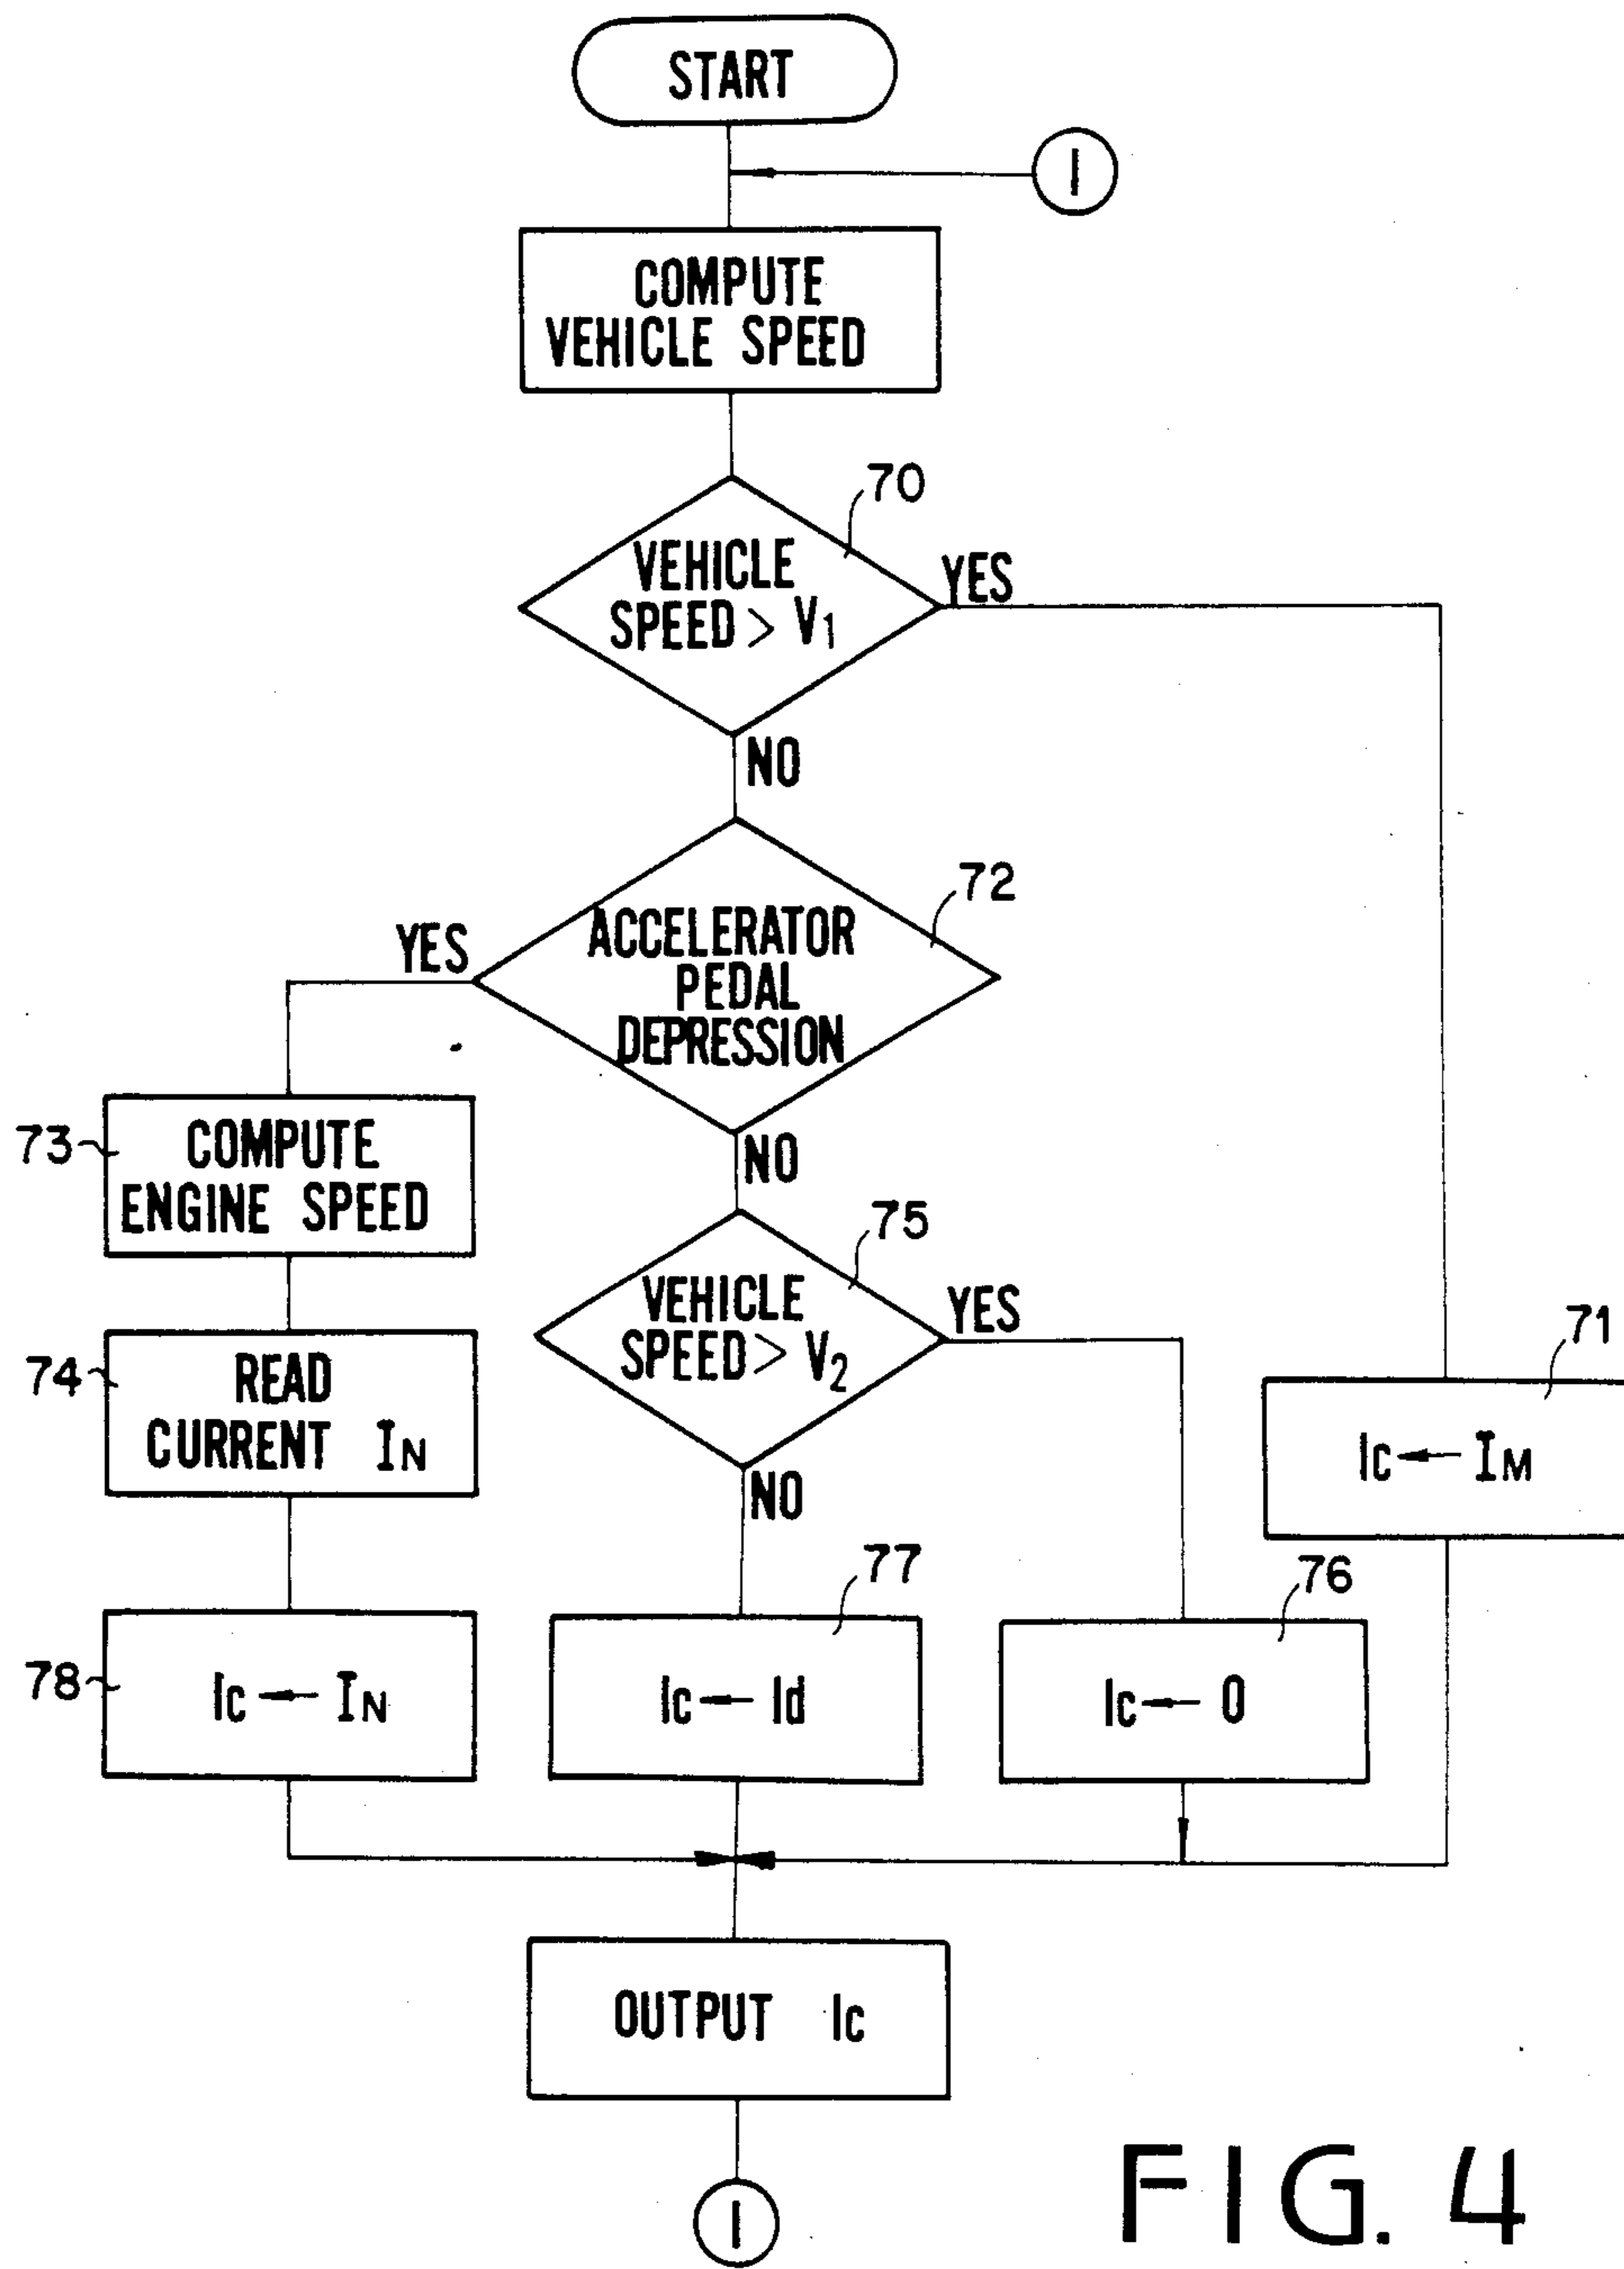 START
I
COMPUTE
VEHICLE SPEED
70
VEHICLE
SPEED > V1
YES
NO
72
ACCELERATOR
PEDAL
DEPRESSION
YES
NO
73
COMPUTE
ENGINE SPEED
75
VEHICLE
SPEED > V2
YES
NO
74
READ
CURRENT IN
71
Ic ← IM
78
Ic ← IN
77
Ic ← Id
76
Ic ← 0
OUTPUT Ic
I
FIG. 4